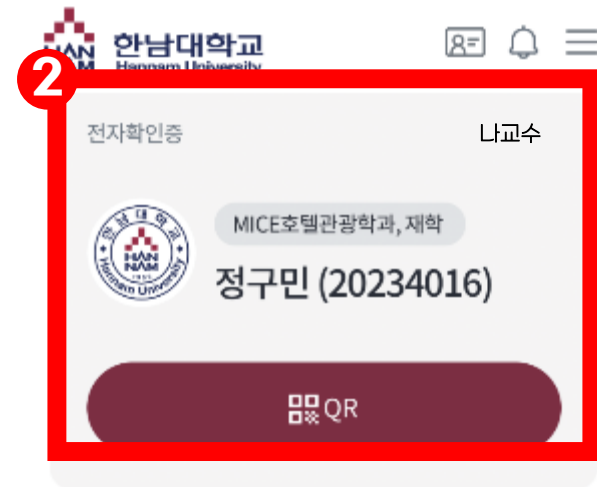 한남대학교
Hannam University
2
전자확인증
나교수
MICE호텔관광학과, 재학
정구민 (20234016)
QR